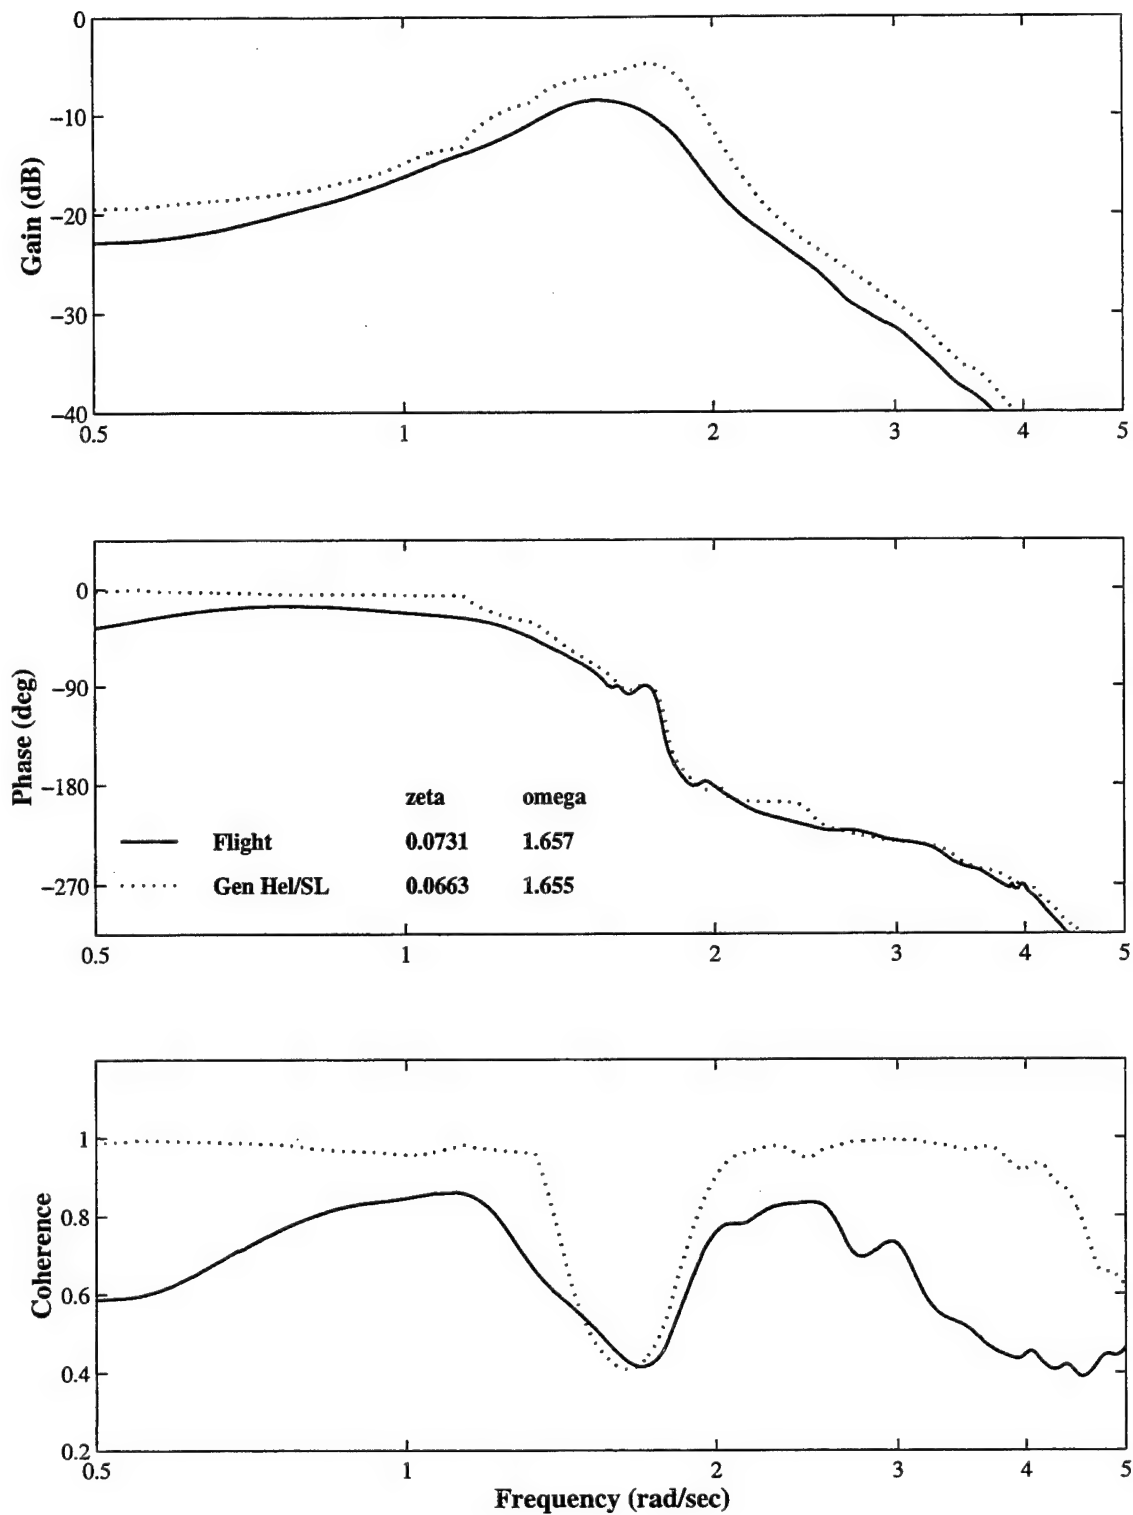 0
−10
−20
−30
−40
Gain (dB)
0.5 1 2 3 4 5
0
−90
−180
−270
Phase (deg)
zeta omega
Flight 0.0731 1.657
Gen Hel/SL 0.0663 1.655
0.5 1 2 3 4 5
1
0.8
0.6
0.4
0.2
Coherence
0.5 1 2 3 4 5
Frequency (rad/sec)